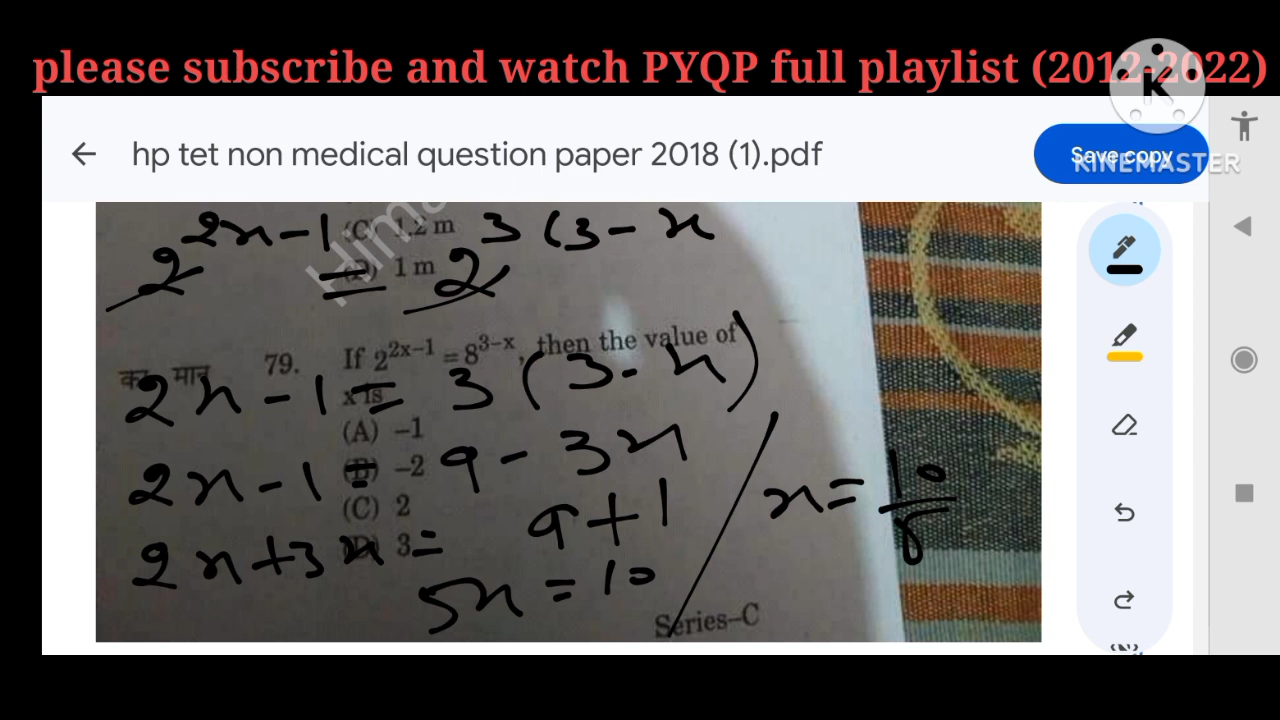 please subscribe and watch PYQP full playlist (2012-2022)
K
hp tet non medical question paper 2018 (1).pdf
Save copy
KINEMASTER
Hima
(C) 1.2 m
(D) 1 m
2^{2x-1} = 2^{3(3-x}
का मान
79. If 2^{2x-1} = 8^{3-x}, then the value of
x is
(A) -1
(B) -2
(C) 2
(D) 3
2x-1 = 3(3-x)
2x-1 = 9-3x
2x+3x = 9+1
5x = 10
x = 10
Series-C